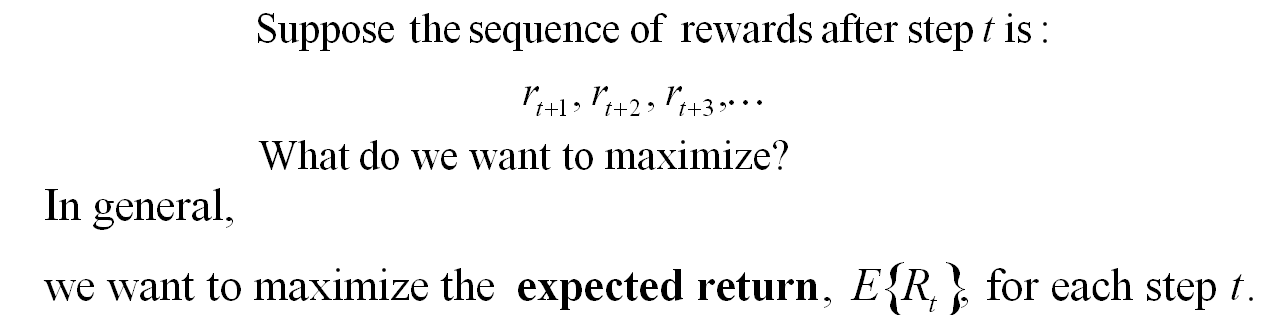 Suppose the sequence of rewards after step t is :
r_{t+1}, r_{t+2}, r_{t+3},...
What do we want to maximize?
In general,
we want to maximize the expected return, E{R_t}, for each step t.